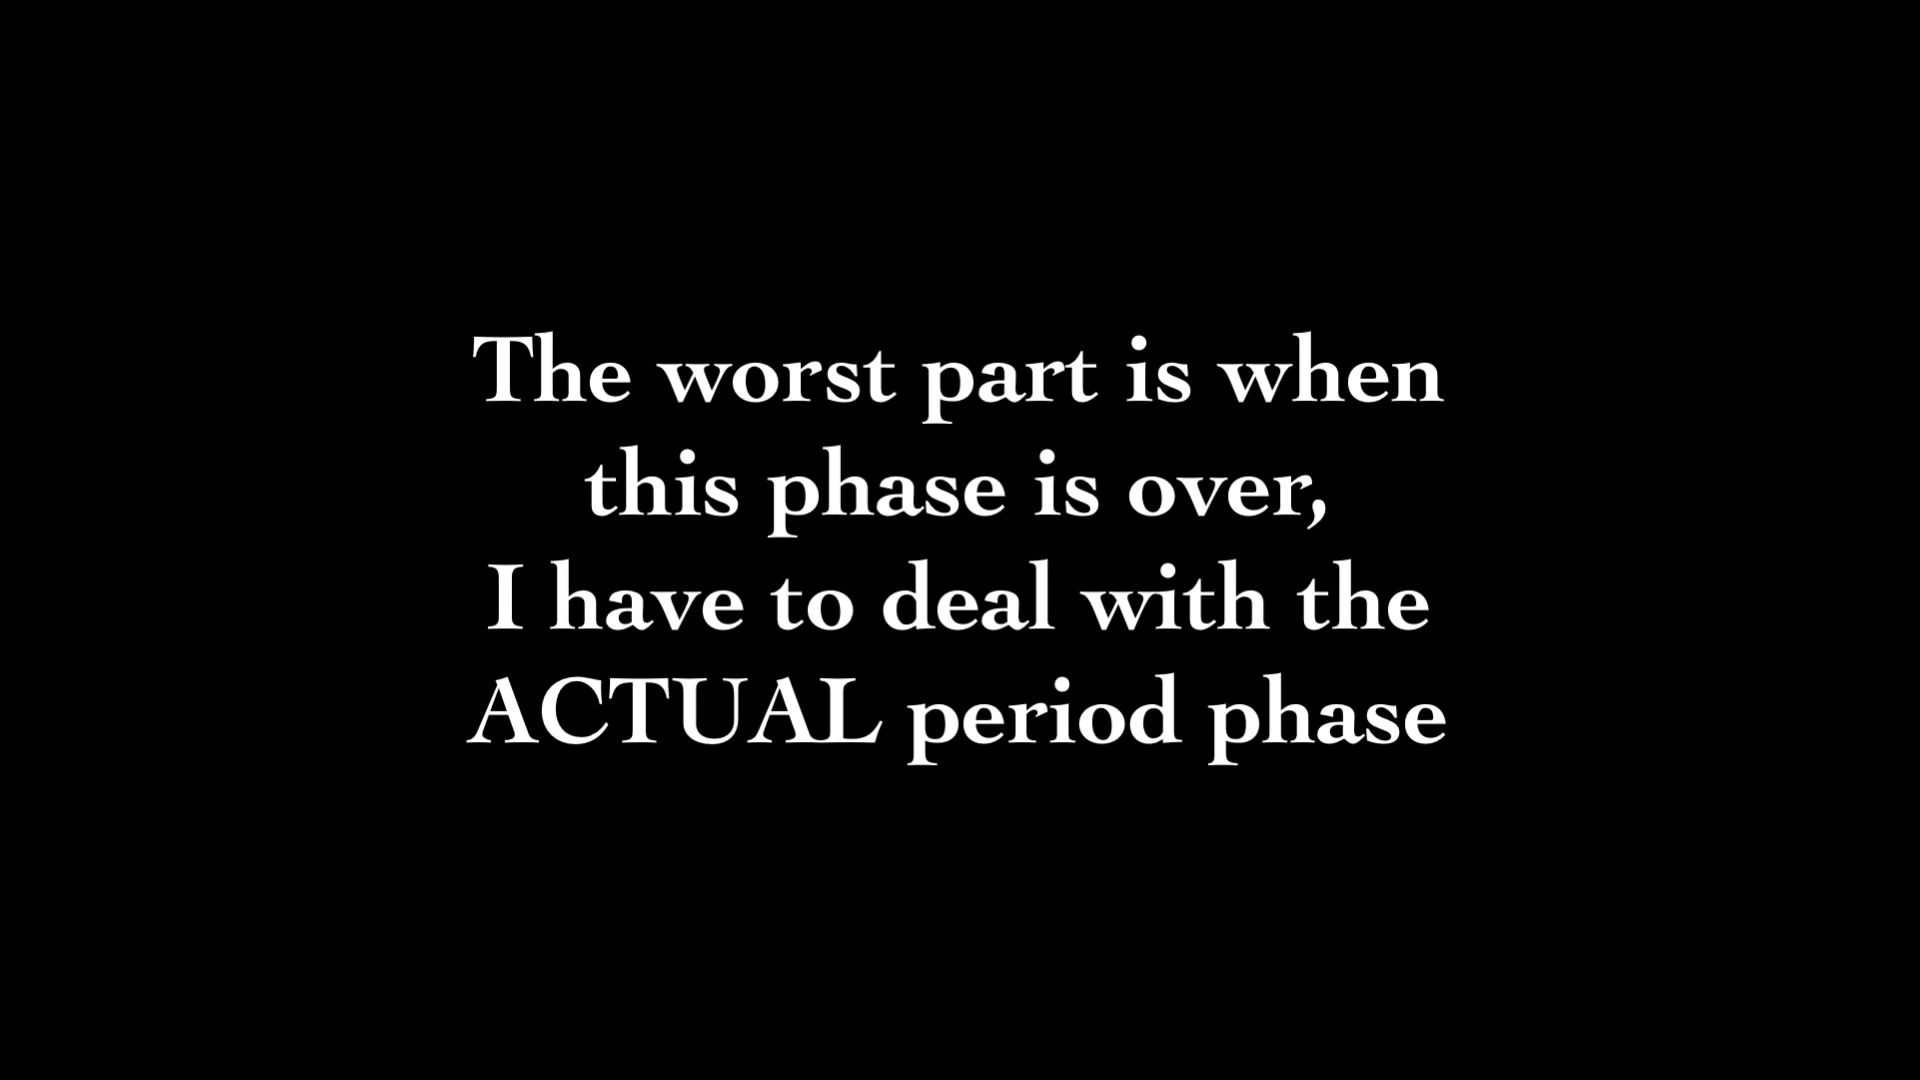 The worst part is when
this phase is over,
I have to deal with the
ACTUAL period phase